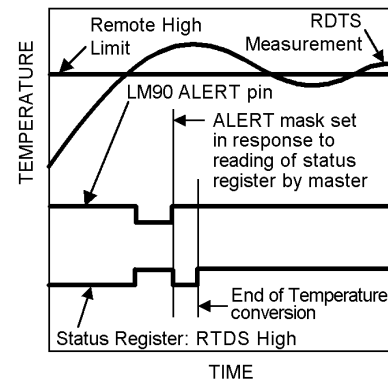 Remote High
Limit
RDTS
Measurement
LM90 ALERT pin
ALERT mask set
in response to
reading of status
register by master
End of Temperature
conversion
Status Register: RTDS High
TEMPERATURE
TIME